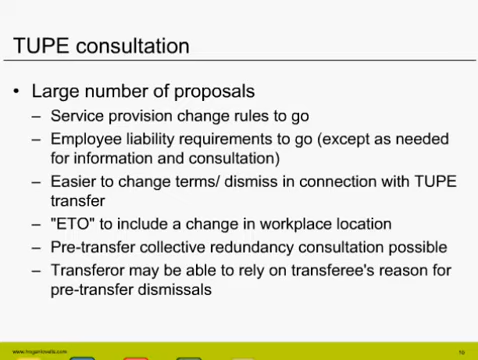 TUPE consultation
• Large number of proposals
– Service provision change rules to go
– Employee liability requirements to go (except as needed
for information and consultation)
– Easier to change terms/ dismiss in connection with TUPE
transfer
– "ETO" to include a change in workplace location
– Pre-transfer collective redundancy consultation possible
– Transferor may be able to rely on transferee's reason for
pre-transfer dismissals
www.hoganlovells.com